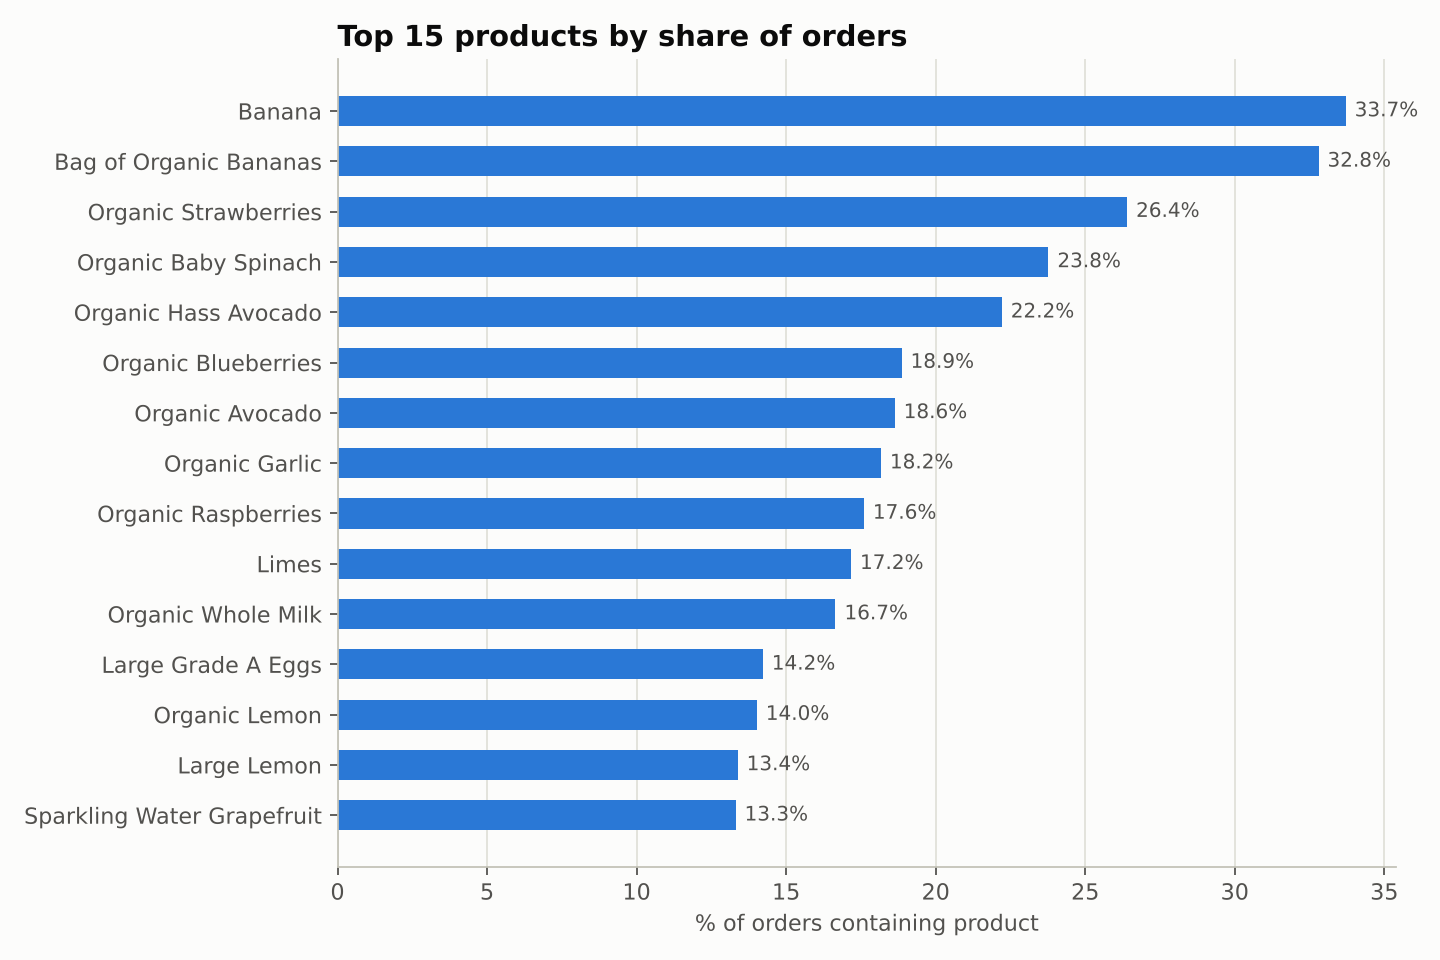 Top 15 products by share of orders
Banana 33.7%
Bag of Organic Bananas 32.8%
Organic Strawberries 26.4%
Organic Baby Spinach 23.8%
Organic Hass Avocado 22.2%
Organic Blueberries 18.9%
Organic Avocado 18.6%
Organic Garlic 18.2%
Organic Raspberries 17.6%
Limes 17.2%
Organic Whole Milk 16.7%
Large Grade A Eggs 14.2%
Organic Lemon 14.0%
Large Lemon 13.4%
Sparkling Water Grapefruit 13.3%
0 5 10 15 20 25 30 35
% of orders containing product